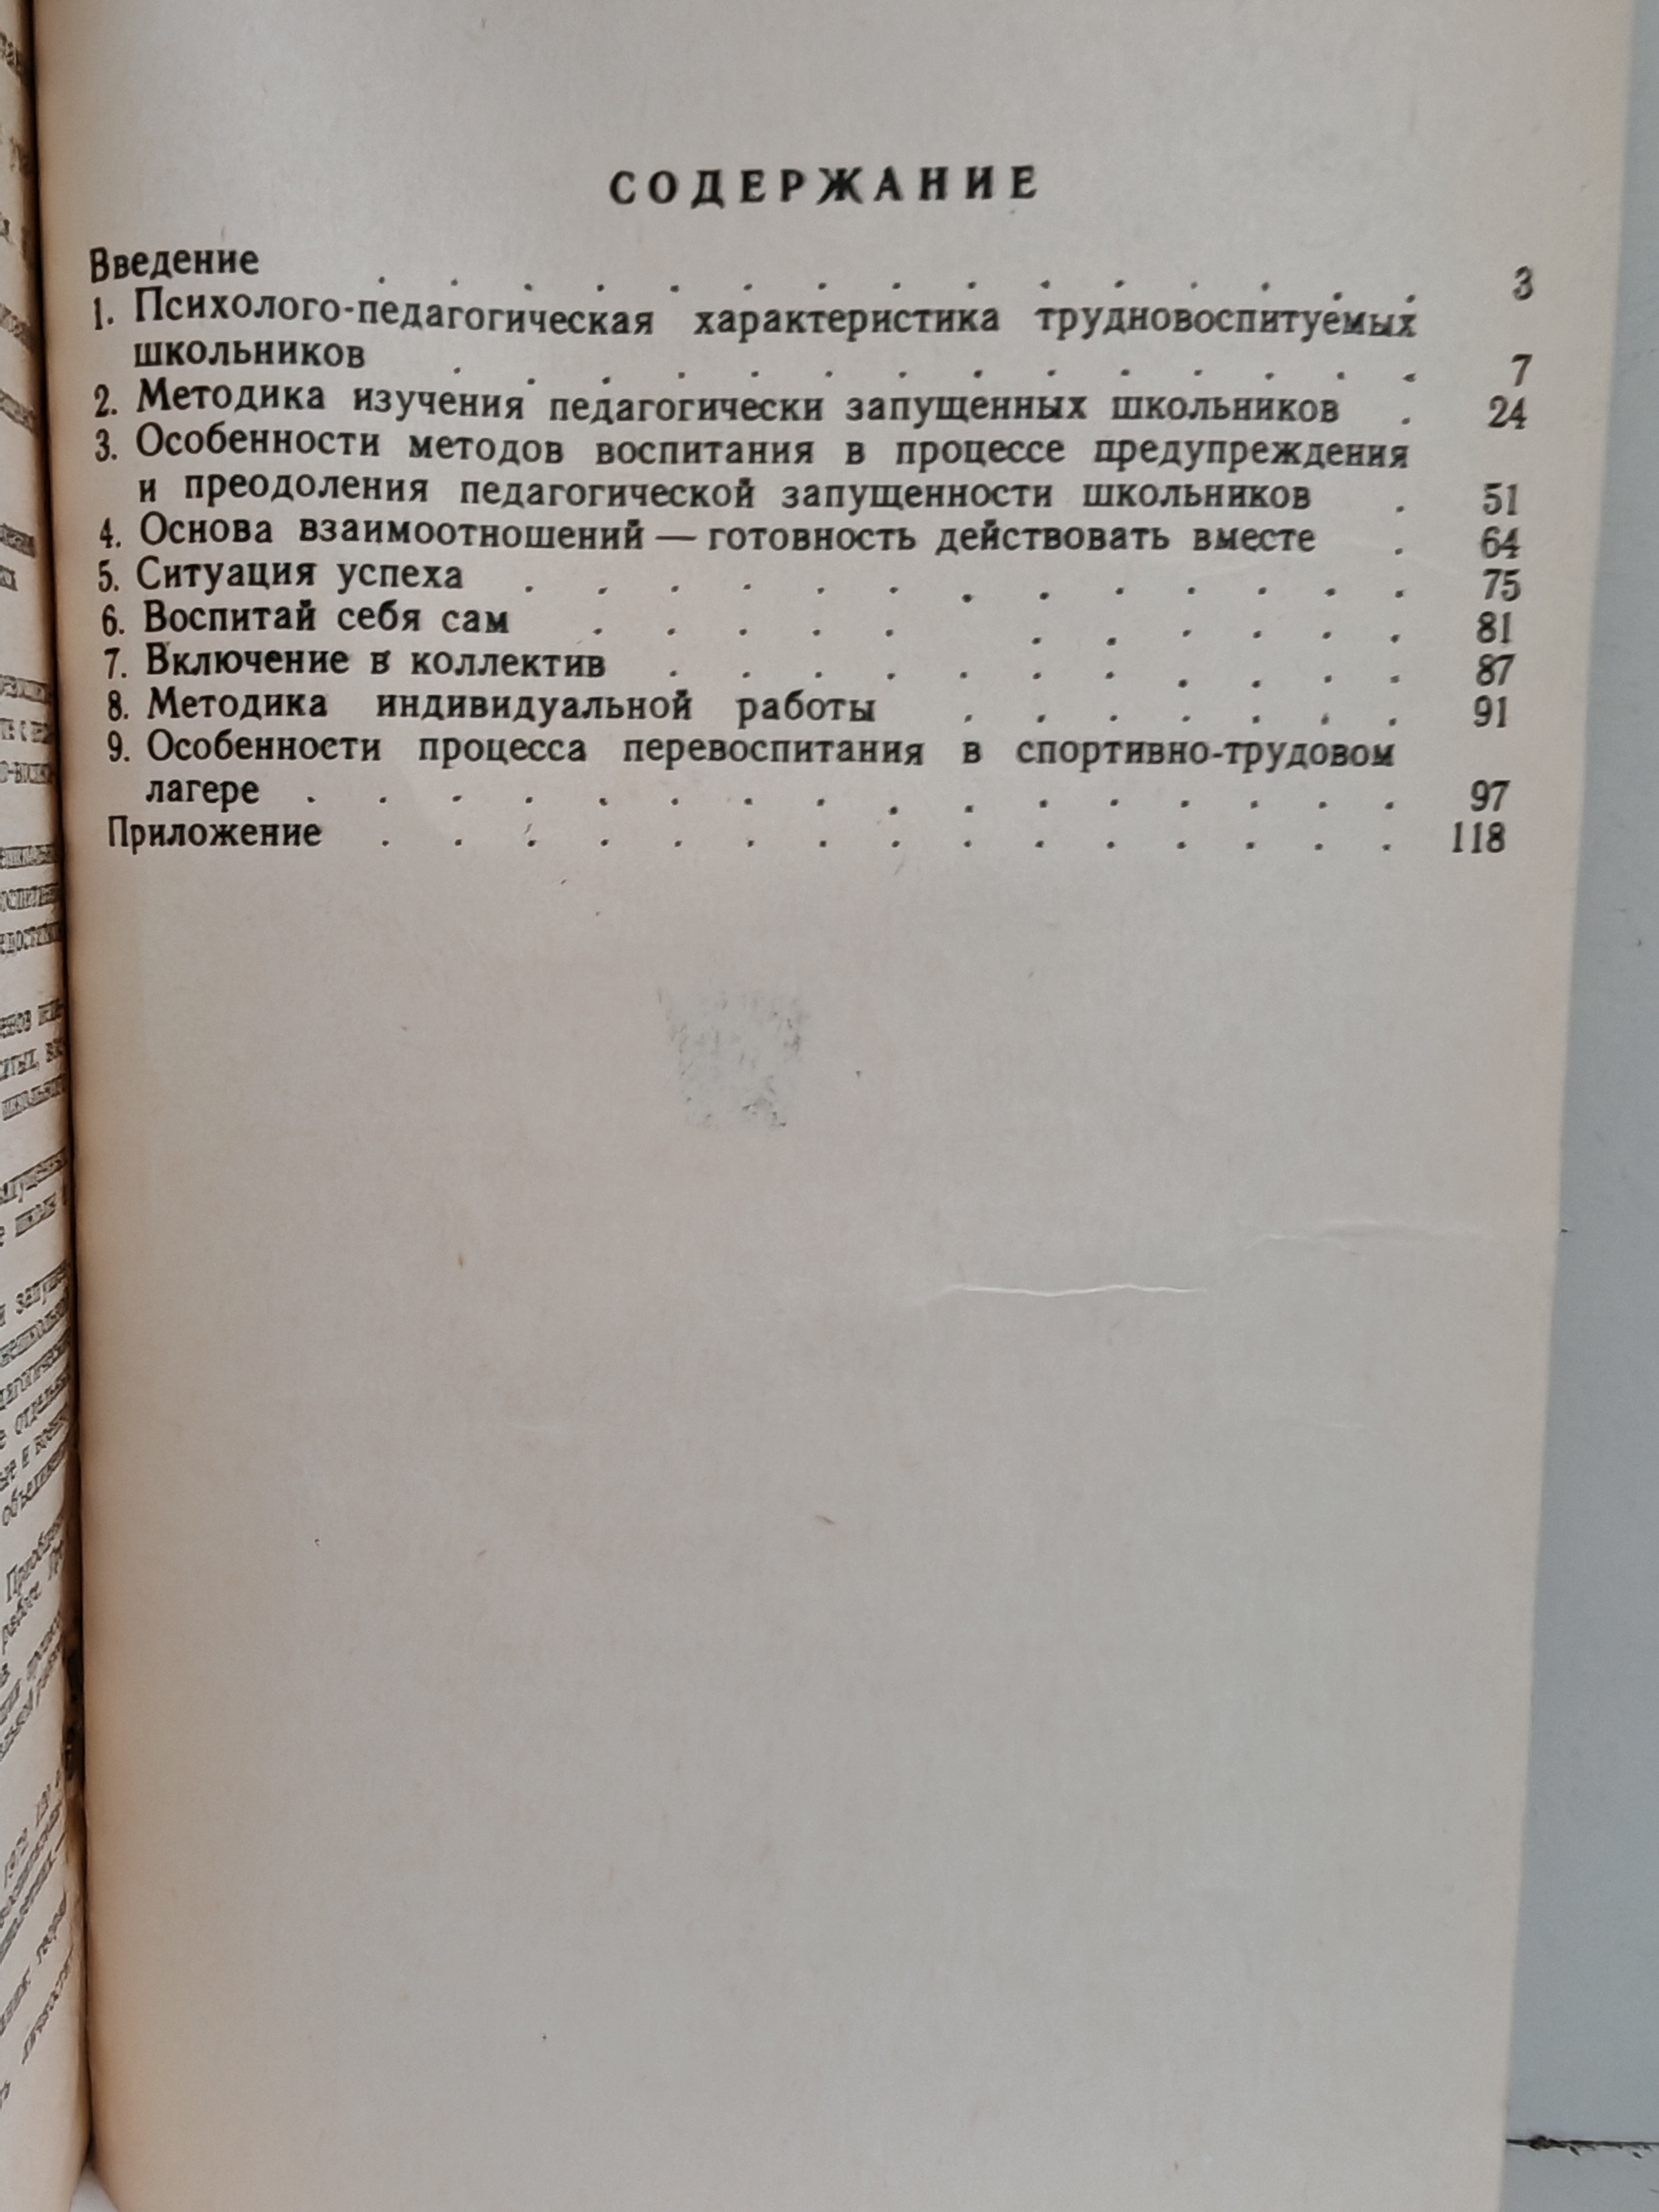 СОДЕРЖАНИЕ
Введение . . . . . . . . . . . . . . . 3
1. Психолого-педагогическая характеристика трудновоспитуемых
школьников . . . . . . . . . . . . . . 7
2. Методика изучения педагогически запущенных школьников . 24
3. Особенности методов воспитания в процессе предупреждения
и преодоления педагогической запущенности школьников . 51
4. Основа взаимоотношений — готовность действовать вместе . 64
5. Ситуация успеха . . . . . . . . . . . . . 75
6. Воспитай себя сам . . . . . . . . . . . 81
7. Включение в коллектив . . . . . . . . . . . 87
8. Методика индивидуальной работы . . . . . . . 91
9. Особенности процесса перевоспитания в спортивно-трудовом
лагере . . . . . . . . . . . . . . . . 97
Приложение . . . . . . . . . . . . . . . 118